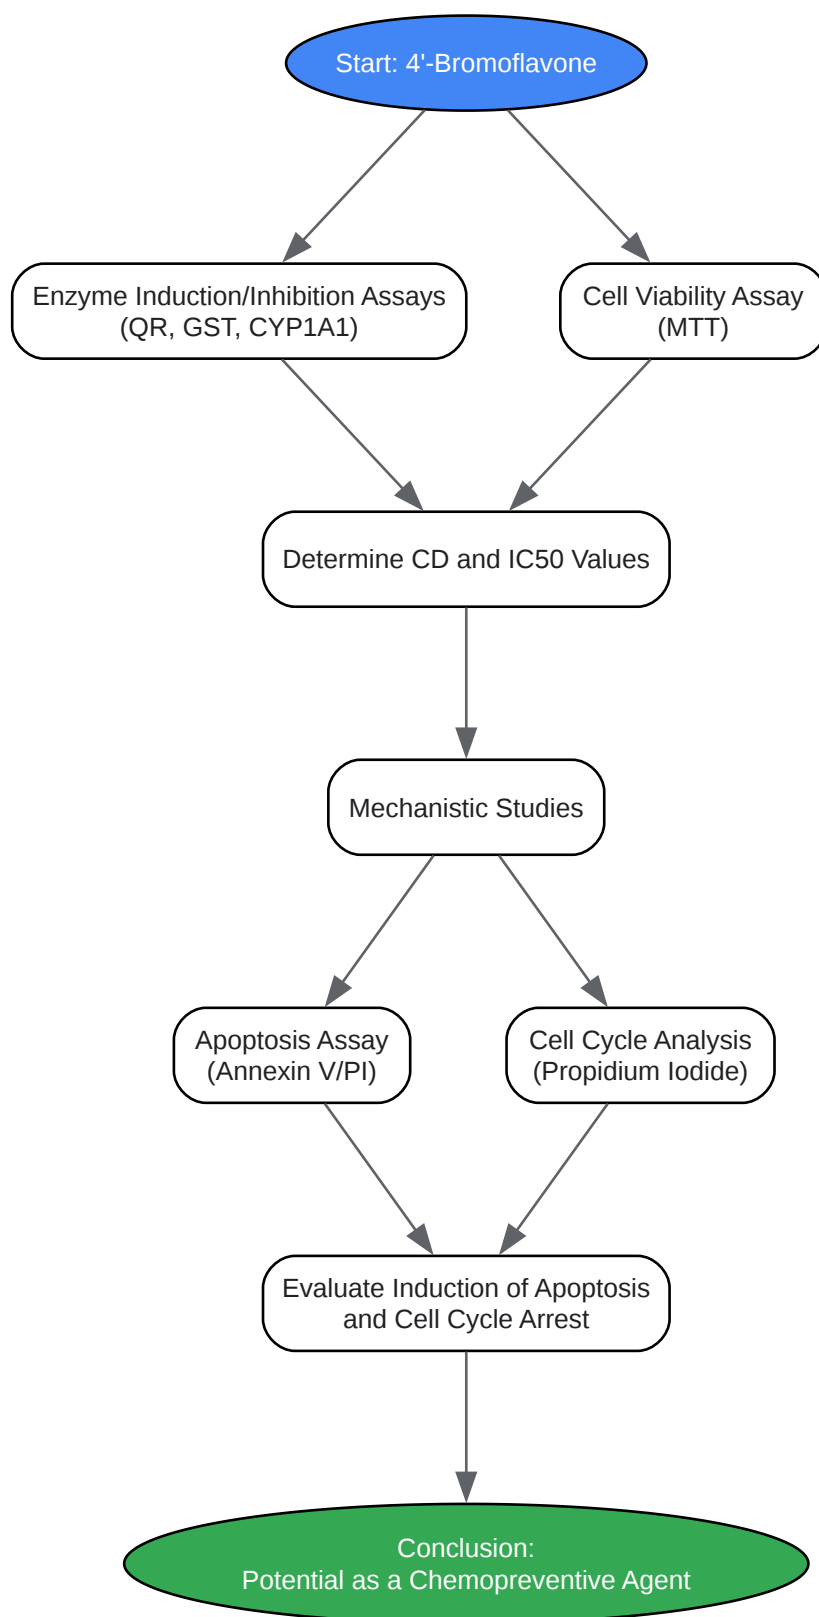 Start: 4'-Bromoflavone
Enzyme Induction/Inhibition Assays
(QR, GST, CYP1A1)
Cell Viability Assay
(MTT)
Determine CD and IC50 Values
Mechanistic Studies
Apoptosis Assay
(Annexin V/PI)
Cell Cycle Analysis
(Propidium Iodide)
Evaluate Induction of Apoptosis
and Cell Cycle Arrest
Conclusion:
Potential as a Chemopreventive Agent